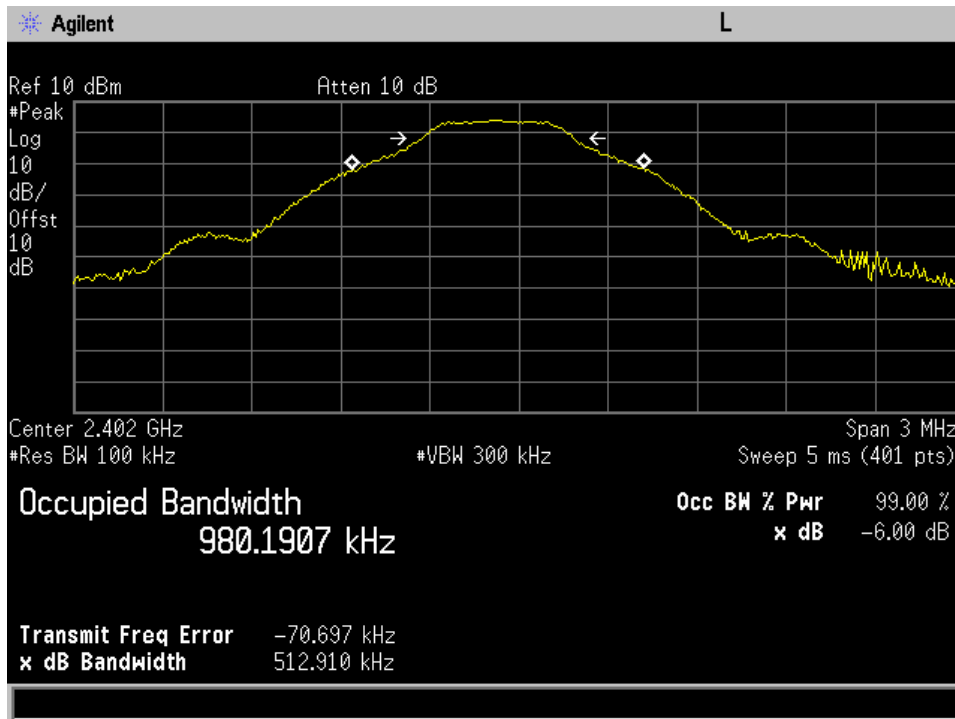 Agilent L
Ref 10 dBm Atten 10 dB
#Peak
Log
10
dB/
Offst
10
dB
Center 2.402 GHz Span 3 MHz
#Res BW 100 kHz #VBW 300 kHz Sweep 5 ms (401 pts)
Occupied Bandwidth Occ BW % Pwr 99.00 %
980.1907 kHz x dB -6.00 dB
Transmit Freq Error -70.697 kHz
x dB Bandwidth 512.910 kHz